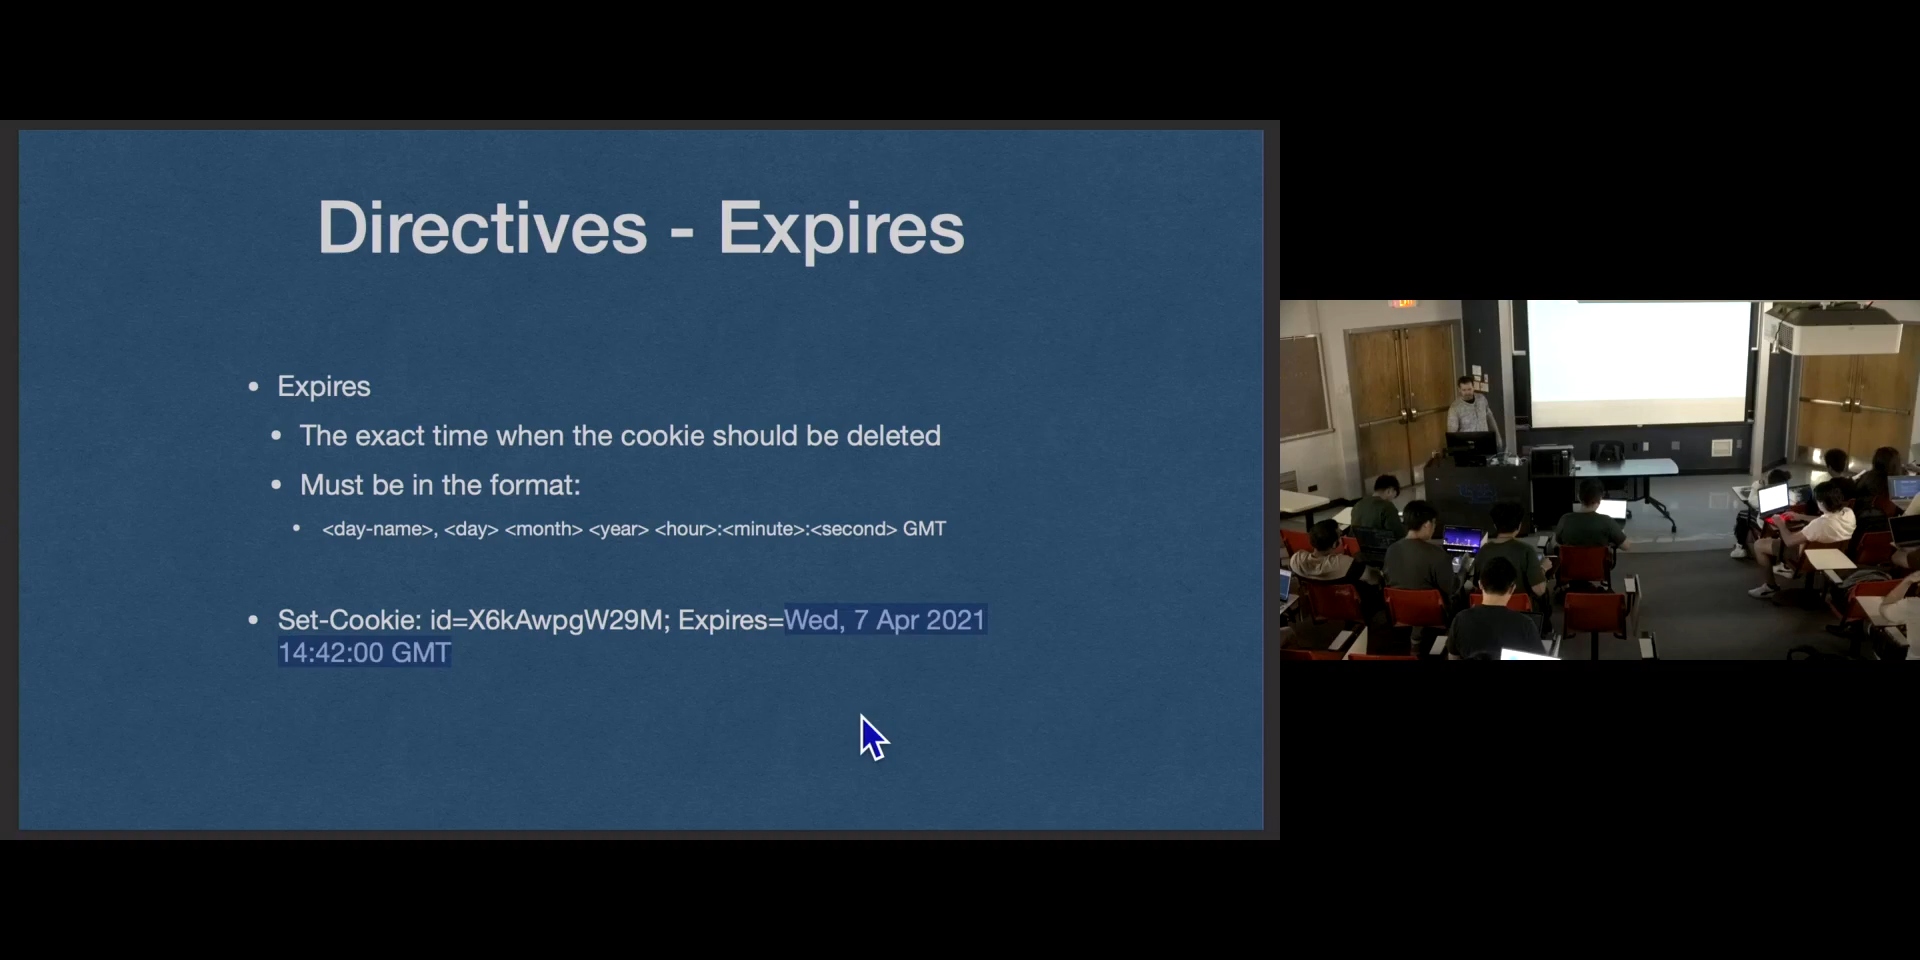 Directives - Expires
• Expires
• The exact time when the cookie should be deleted
• Must be in the format:
• <day-name>, <day> <month> <year> <hour>:<minute>:<second> GMT
• Set-Cookie: id=X6kAwpgW29M; Expires=Wed, 7 Apr 2021
14:42:00 GMT